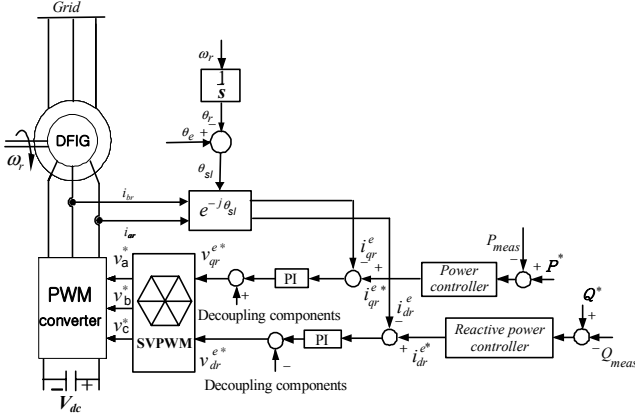 Grid
ω_r
1
s
θ_r
−
θ_e +
θ_sl
DFIG
ω_r
i_br
i_ar
e^{−jθ_sl}
v_a^*
v_b^*
v_c^*
PWM
converter
SVPWM
v_qr^{e*}
+
Decoupling components
PI
i_qr^e
−
+
i_qr^{e*}
Power
controller
P_meas
−
+
P^*
i_dr^e
−
+
i_dr^{e*}
PI
v_dr^{e*}
−
Decoupling components
Reactive power
controller
Q^*
+
−Q_meas
− +
V_dc